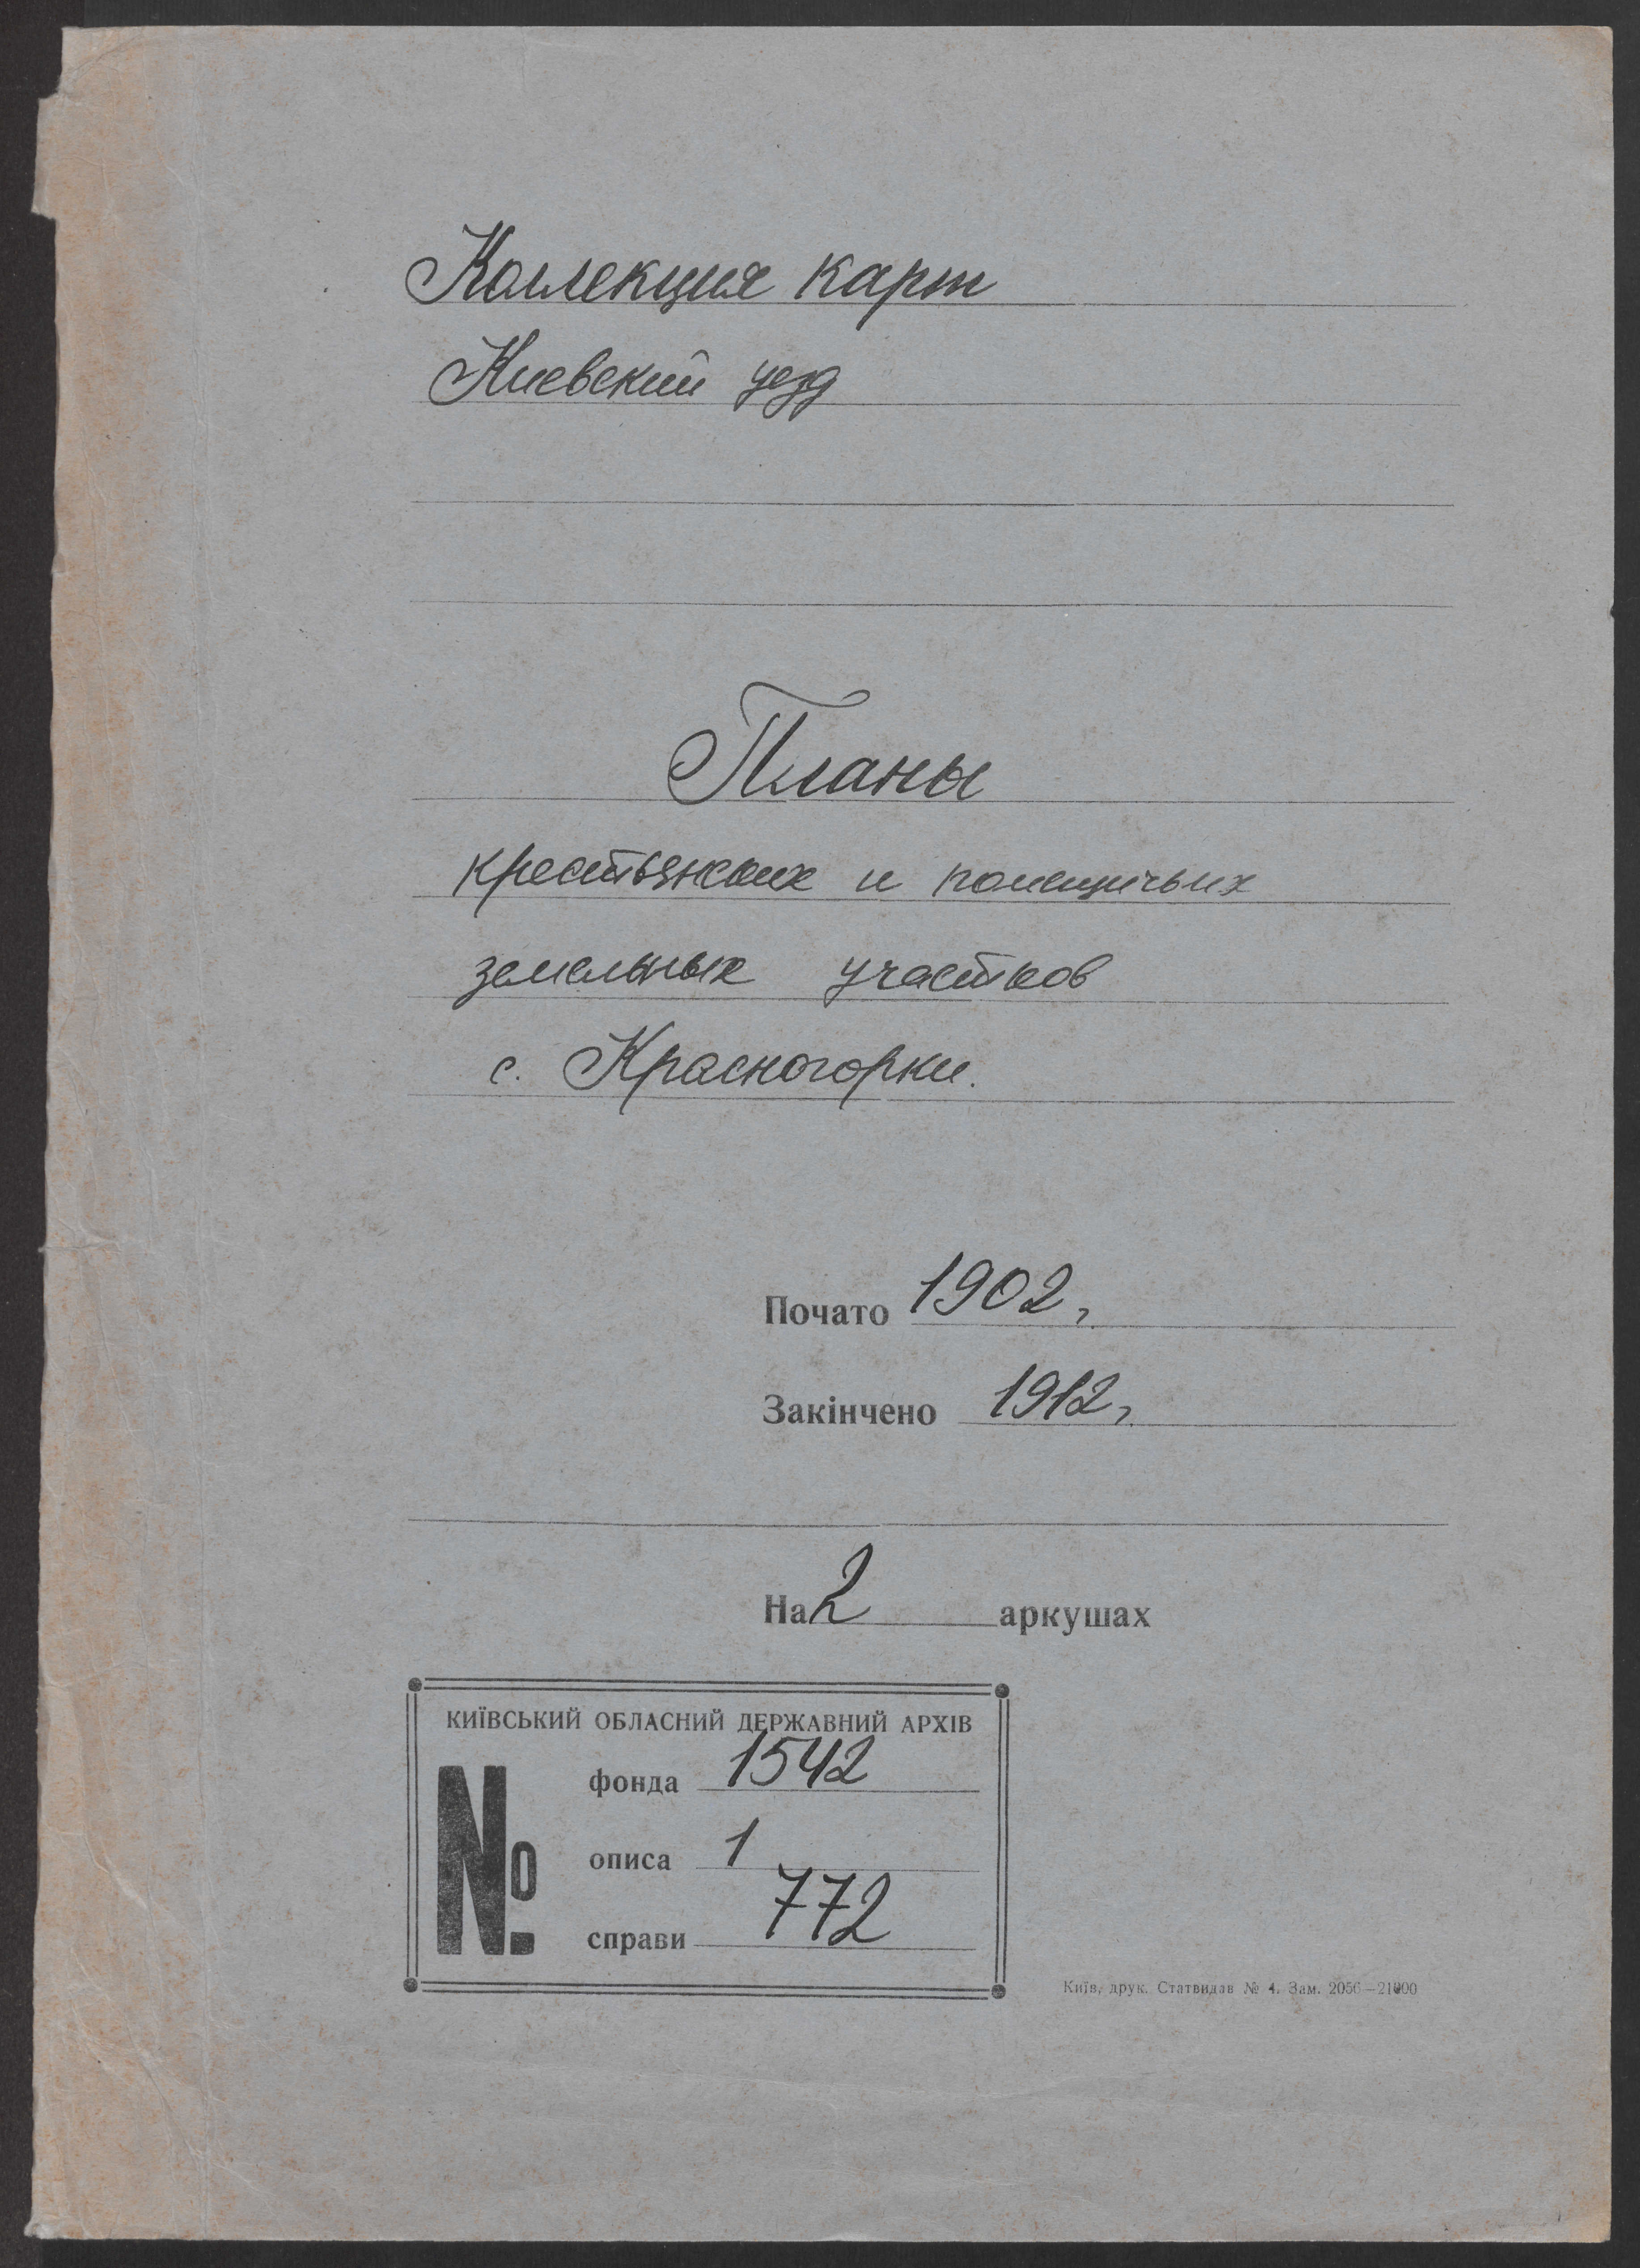 Коллекция карт
Киевский уезд
Планы
крестьянских и помещичьих
земельных участков
с. Красногорки.
Почато 1902,
Закінчено 1912,
На 2 аркушах
КИЇВСЬКИЙ ОБЛАСНИЙ ДЕРЖАВНИЙ АРХІВ
№
фонда 1542
описа 1
справи 772
Київ, друк. Статвидав № 4. Зам. 2056—21000